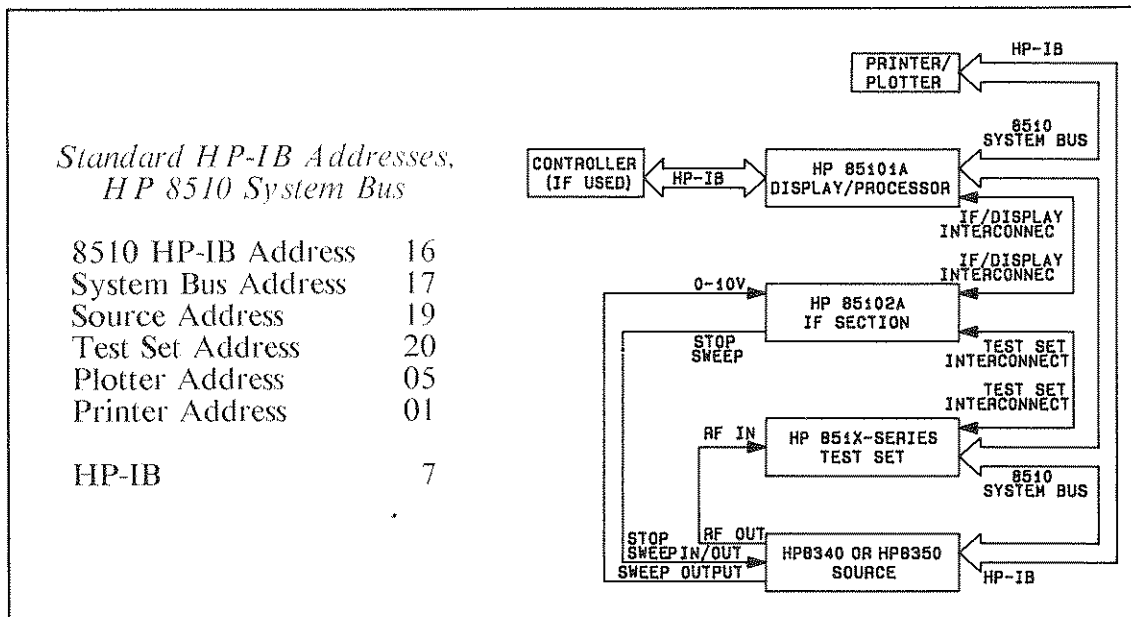 Standard HP-IB Addresses,
HP 8510 System Bus
8510 HP-IB Address 16
System Bus Address 17
Source Address 19
Test Set Address 20
Plotter Address 05
Printer Address 01
HP-IB 7
HP-IB
PRINTER/
PLOTTER
8510
SYSTEM BUS
CONTROLLER
(IF USED)
HP-IB
HP 85101A
DISPLAY/PROCESSOR
IF/DISPLAY
INTERCONNEC
IF/DISPLAY
INTERCONNEC
0-10V
HP 85102A
IF SECTION
STOP
SWEEP
TEST SET
INTERCONNECT
TEST SET
INTERCONNECT
RF IN
HP 851X-SERIES
TEST SET
8510
SYSTEM BUS
RF OUT
STOP
SWEEP IN/OUT
SWEEP OUTPUT
HP8340 OR HP8350
SOURCE
HP-IB